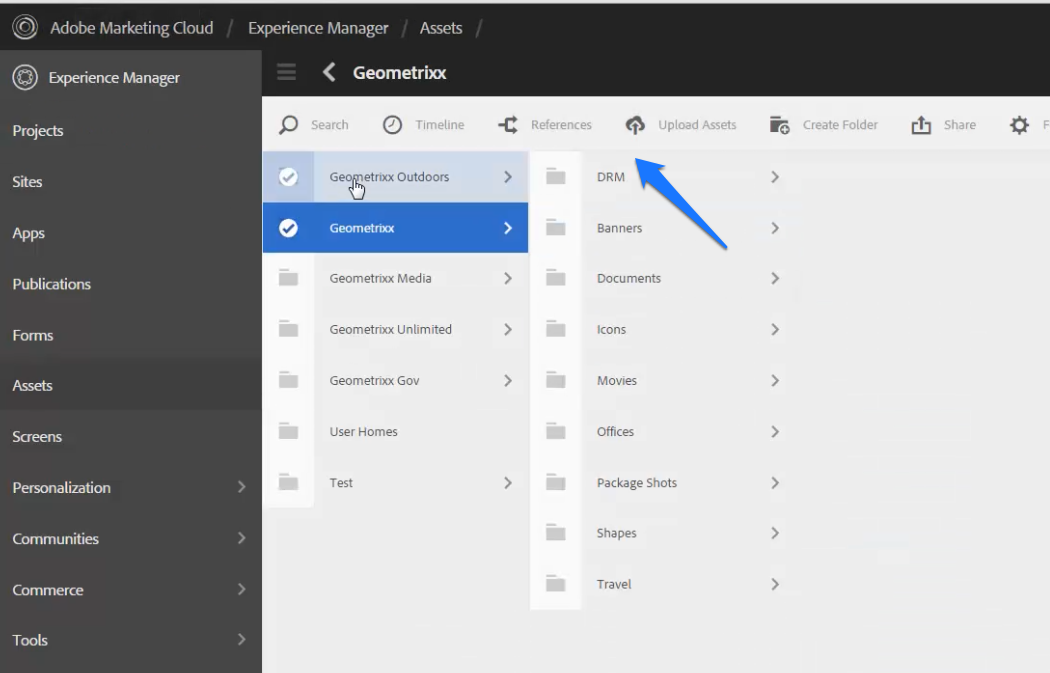 Adobe Marketing Cloud / Experience Manager / Assets /
Experience Manager
Geometrixx
Projects
Sites
Apps
Publications
Forms
Assets
Screens
Personalization
Communities
Commerce
Tools
Search Timeline References Upload Assets Create Folder Share F
Geometrixx Outdoors
Geometrixx
Geometrixx Media
Geometrixx Unlimited
Geometrixx Gov
User Homes
Test
DRM
Banners
Documents
Icons
Movies
Offices
Package Shots
Shapes
Travel